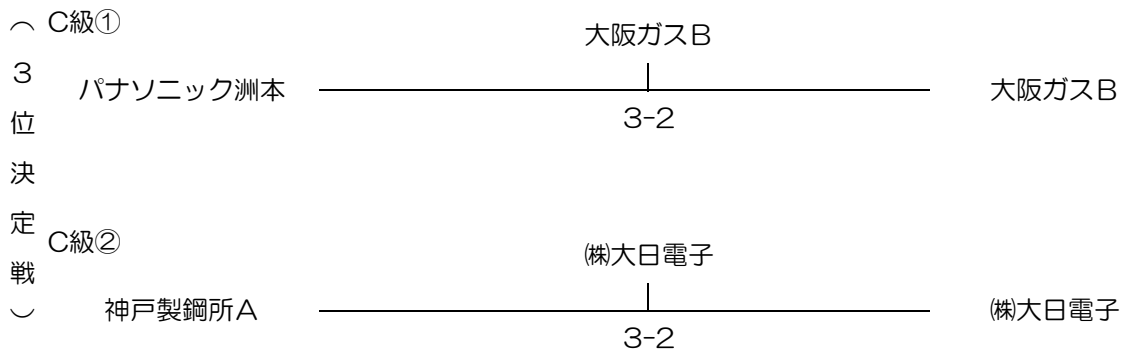 （3位決定戦）
C級①
大阪ガスB
パナソニック洲本
大阪ガスB
3-2
C級②
㈱大日電子
神戸製鋼所A
㈱大日電子
3-2